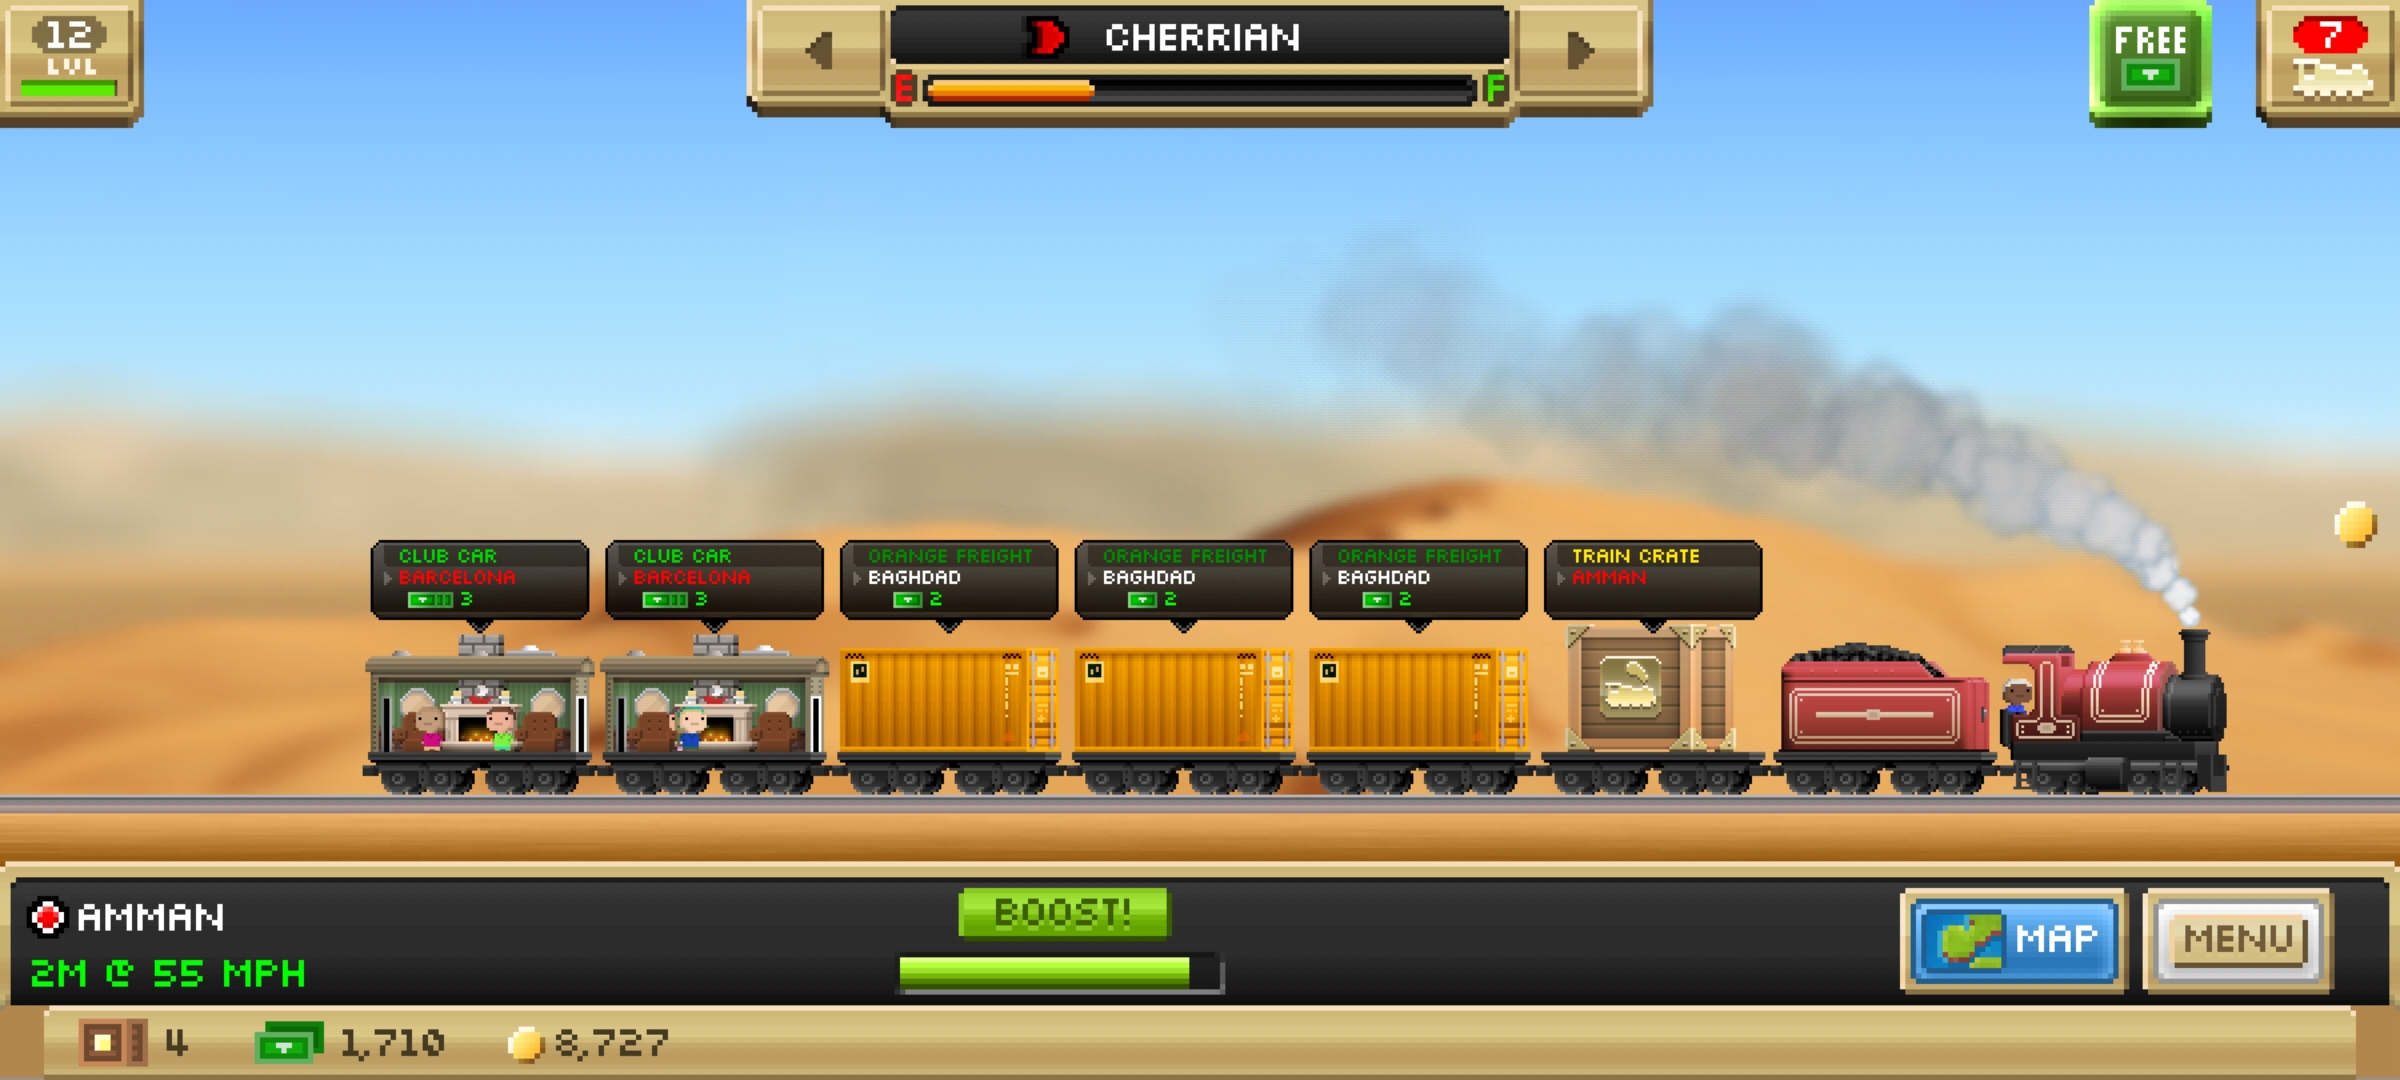 12
LVL
CHERRIAN
E
F
FREE
7
CLUB CAR
BARCELONA
3
CLUB CAR
BARCELONA
3
ORANGE FREIGHT
BAGHDAD
2
ORANGE FREIGHT
BAGHDAD
2
ORANGE FREIGHT
BAGHDAD
2
TRAIN CRATE
AMMAN
AMMAN
2M @ 55 MPH
BOOST!
MAP
MENU
4
1,710
8,727